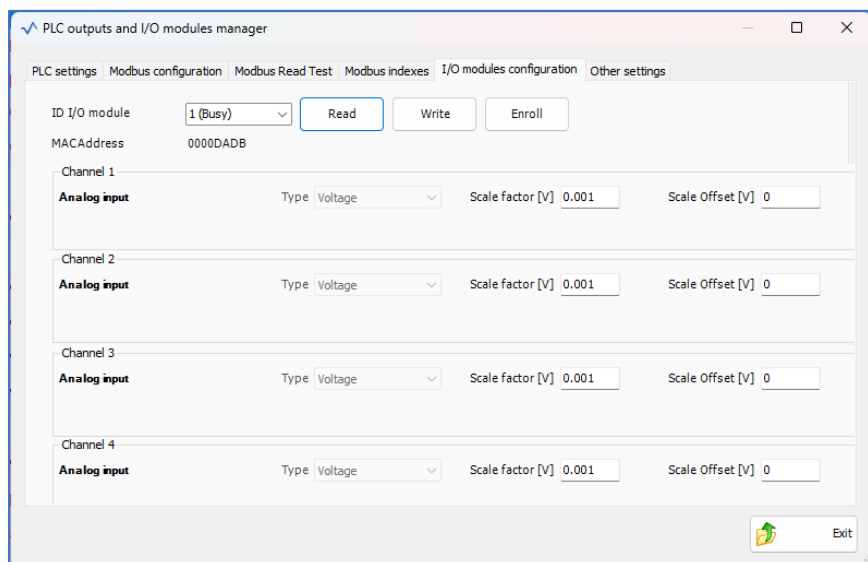 PLC outputs and I/O modules manager
PLC settings Modbus configuration Modbus Read Test Modbus indexes I/O modules configuration Other settings
ID I/O module 1 (Busy) Read Write Enroll
MACAddress 0000DADB
Channel 1
Analog input Type Voltage Scale factor [V] 0.001 Scale Offset [V] 0
Channel 2
Analog input Type Voltage Scale factor [V] 0.001 Scale Offset [V] 0
Channel 3
Analog input Type Voltage Scale factor [V] 0.001 Scale Offset [V] 0
Channel 4
Analog input Type Voltage Scale factor [V] 0.001 Scale Offset [V] 0
Exit